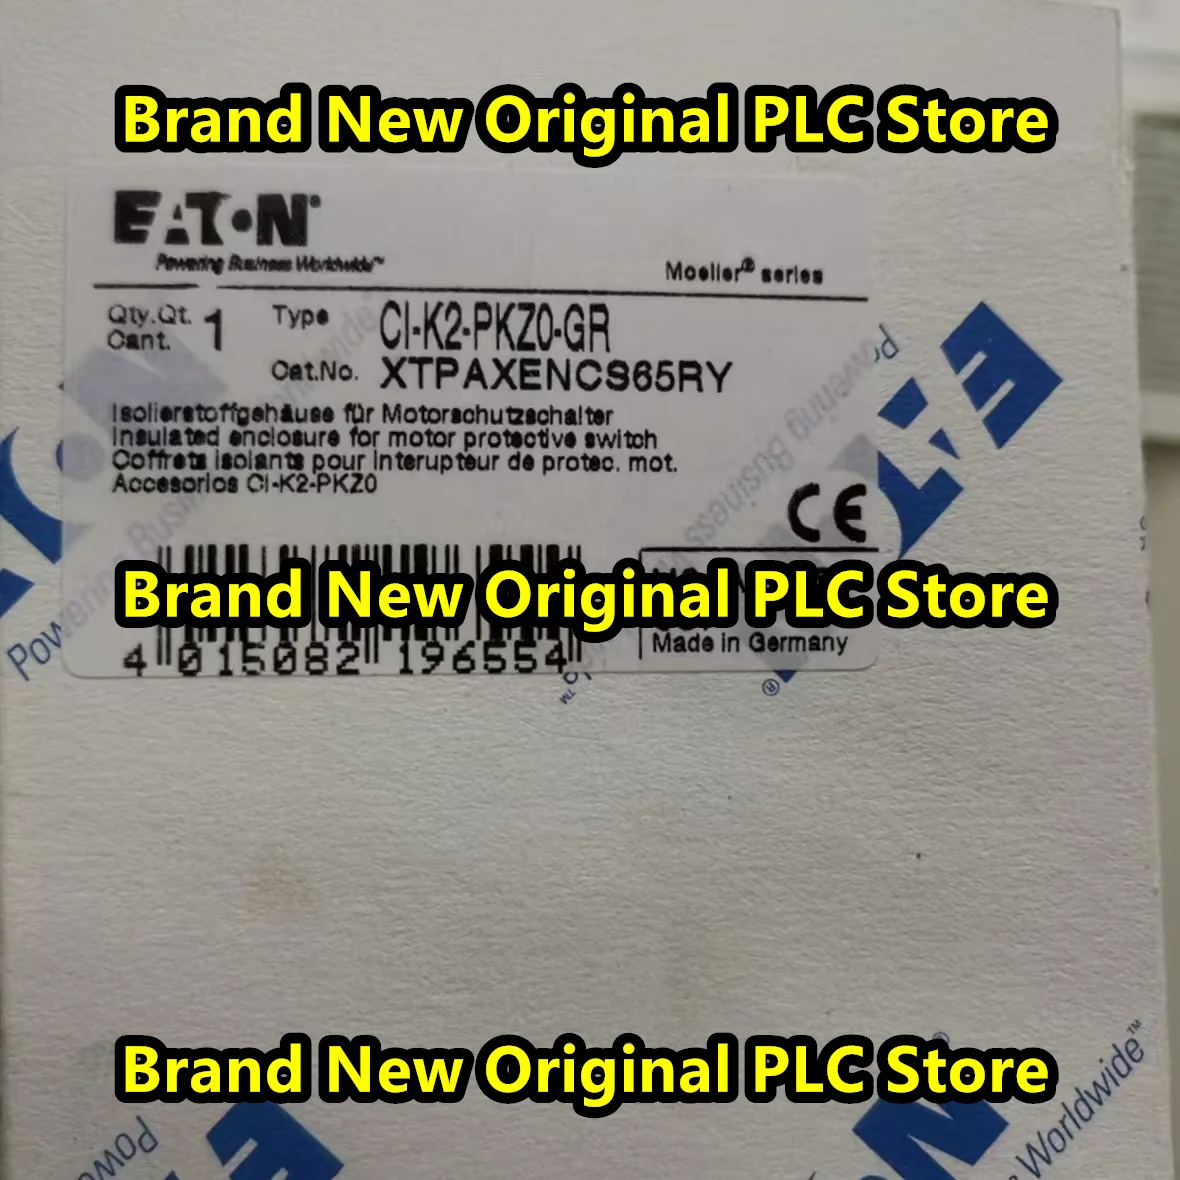 Brand New Original PLC Store
EATON
Powering Business Worldwide™
Moeller® series
Qty.Qt. 1 Type CI-K2-PKZ0-GR
Cant.
Cat.No. XTPAXENCS65RY
Isolierstoffgehäuse für Motorschutzschalter
Insulated enclosure for motor protective switch
Coffrets isolants pour interupteur de protec. mot.
Accesorios CI-K2-PKZ0
CE
Brand New Original PLC Store
Made in Germany
4 015082 196554
Brand New Original PLC Store
Worldwide™